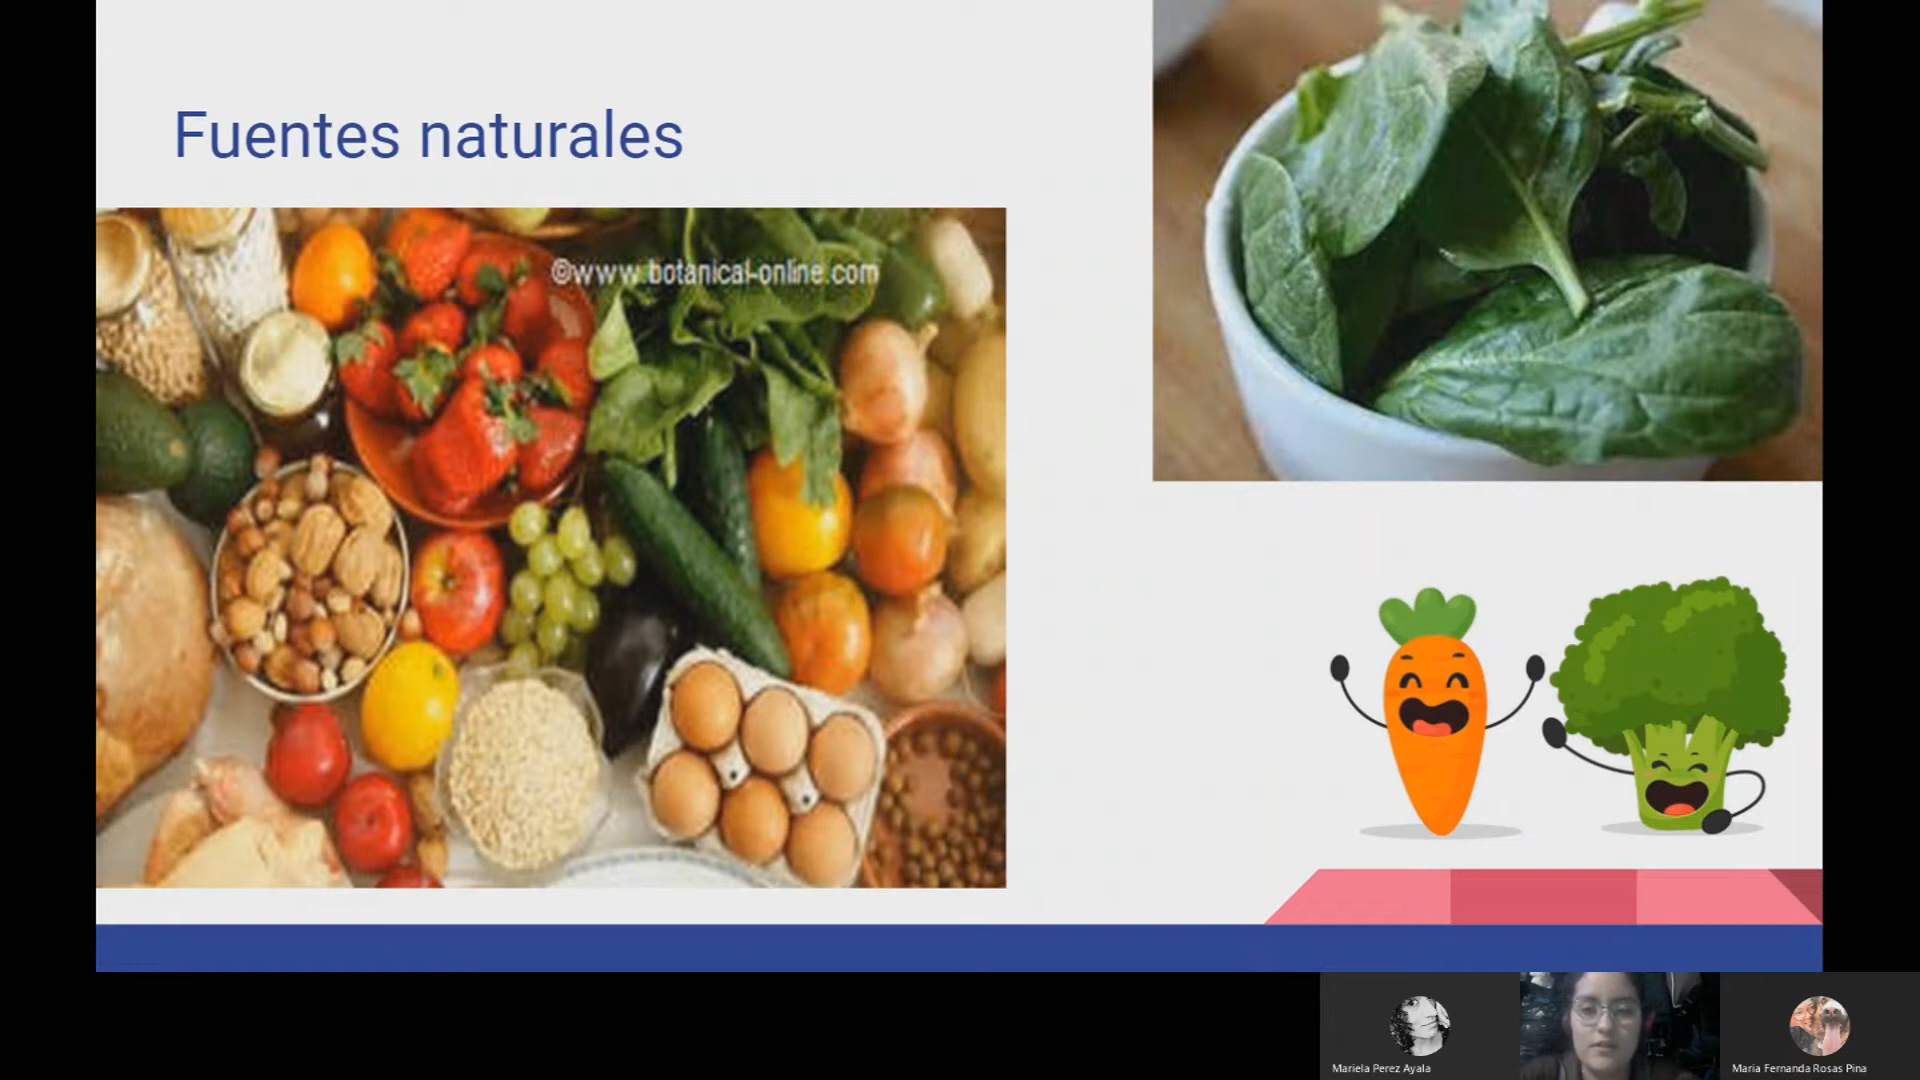 Fuentes naturales
©www.botanical-online.com
Mariela Perez Ayala
Maria Fernanda Rosas Pina